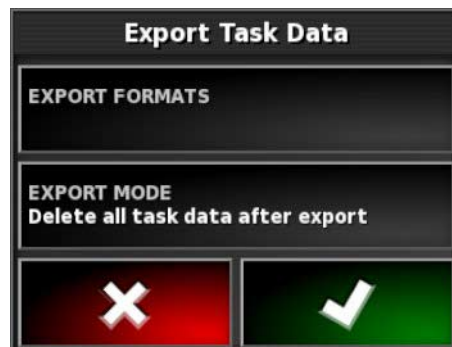 Export Task Data
EXPORT FORMATS
EXPORT MODE
Delete all task data after export